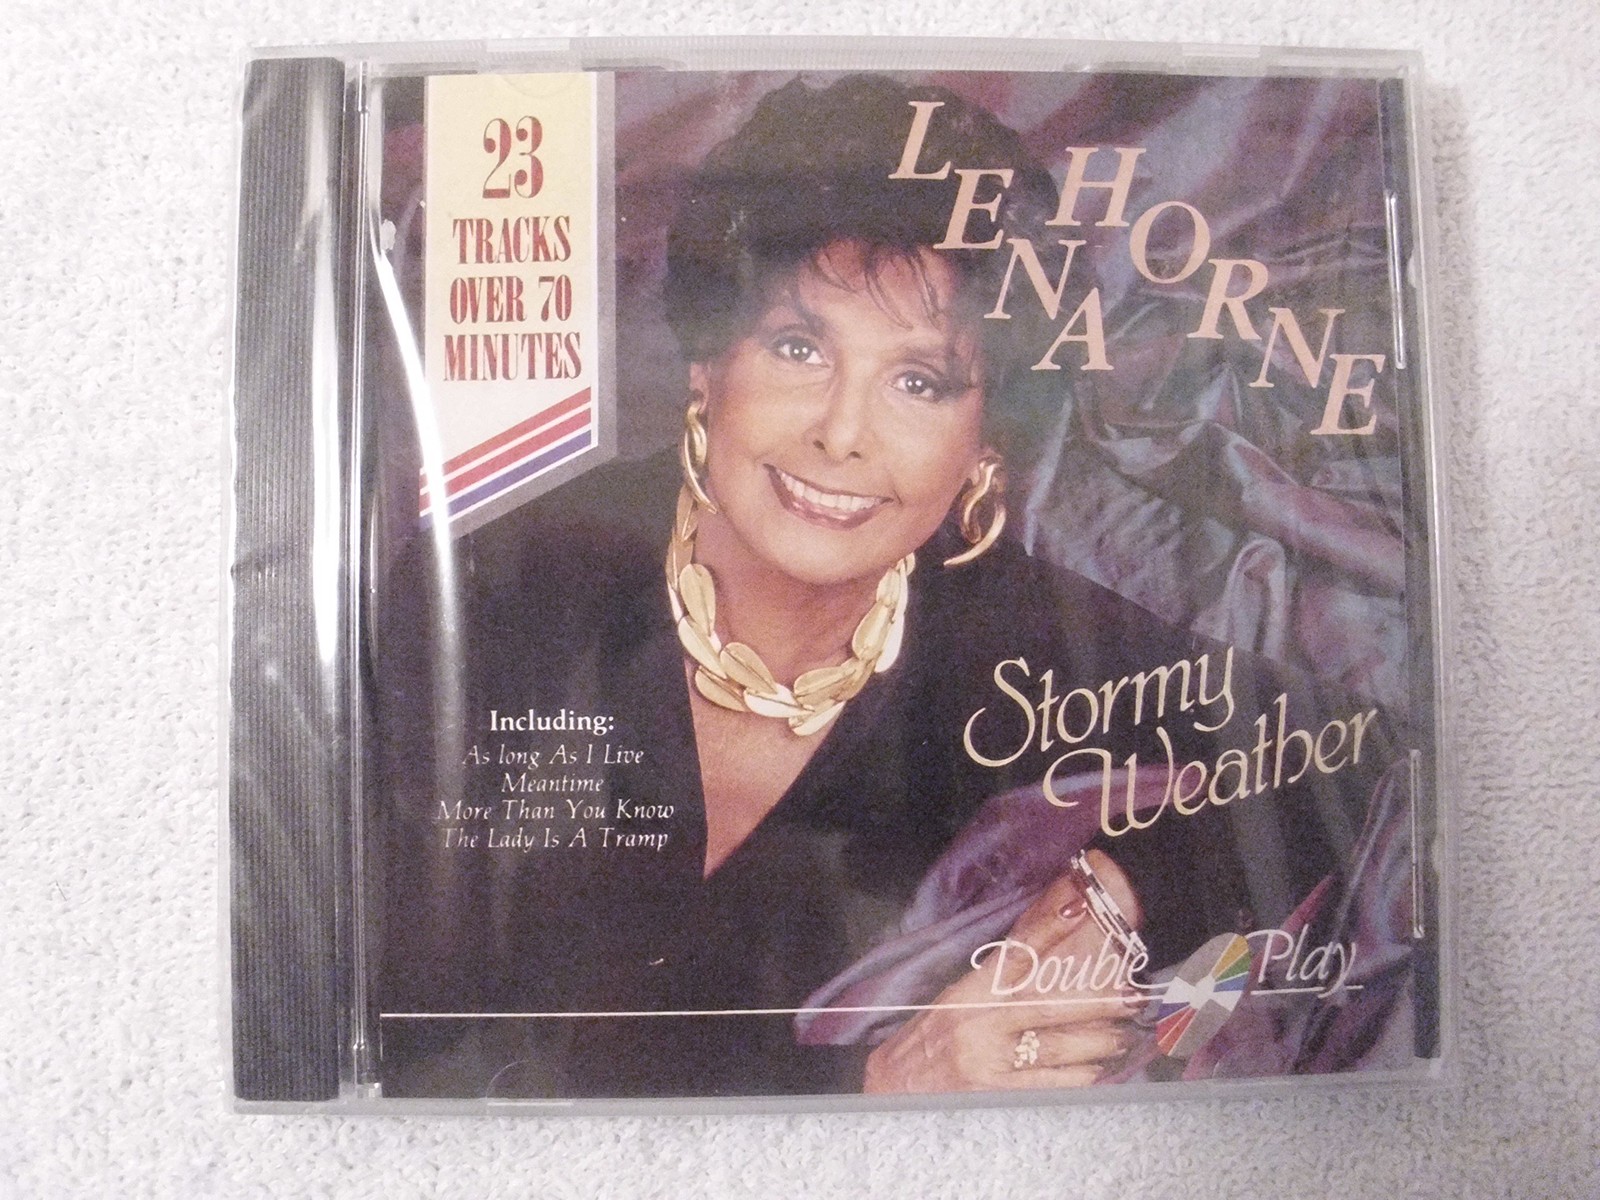 23
TRACKS
OVER 70
MINUTES
LENA HORNE
Including:
As long As I Live
Meantime
More Than You Know
The Lady Is A Tramp
Stormy
Weather
Double Play